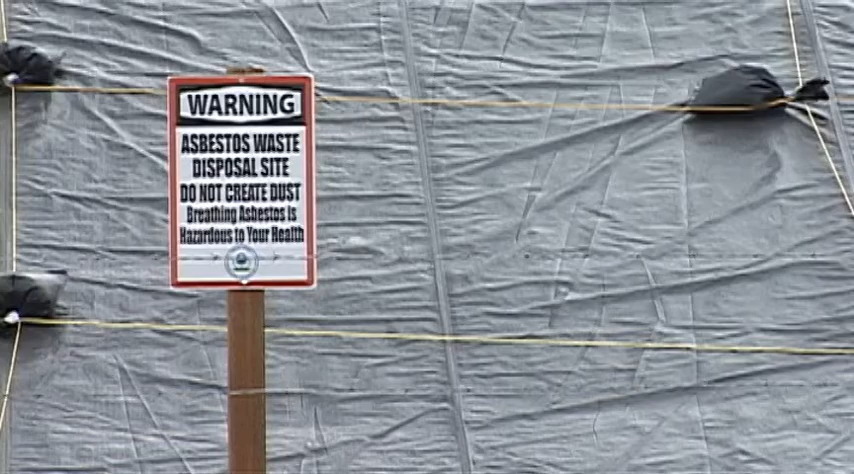 WARNING
ASBESTOS WASTE
DISPOSAL SITE
DO NOT CREATE DUST
Breathing Asbestos is
Hazardous to Your Health